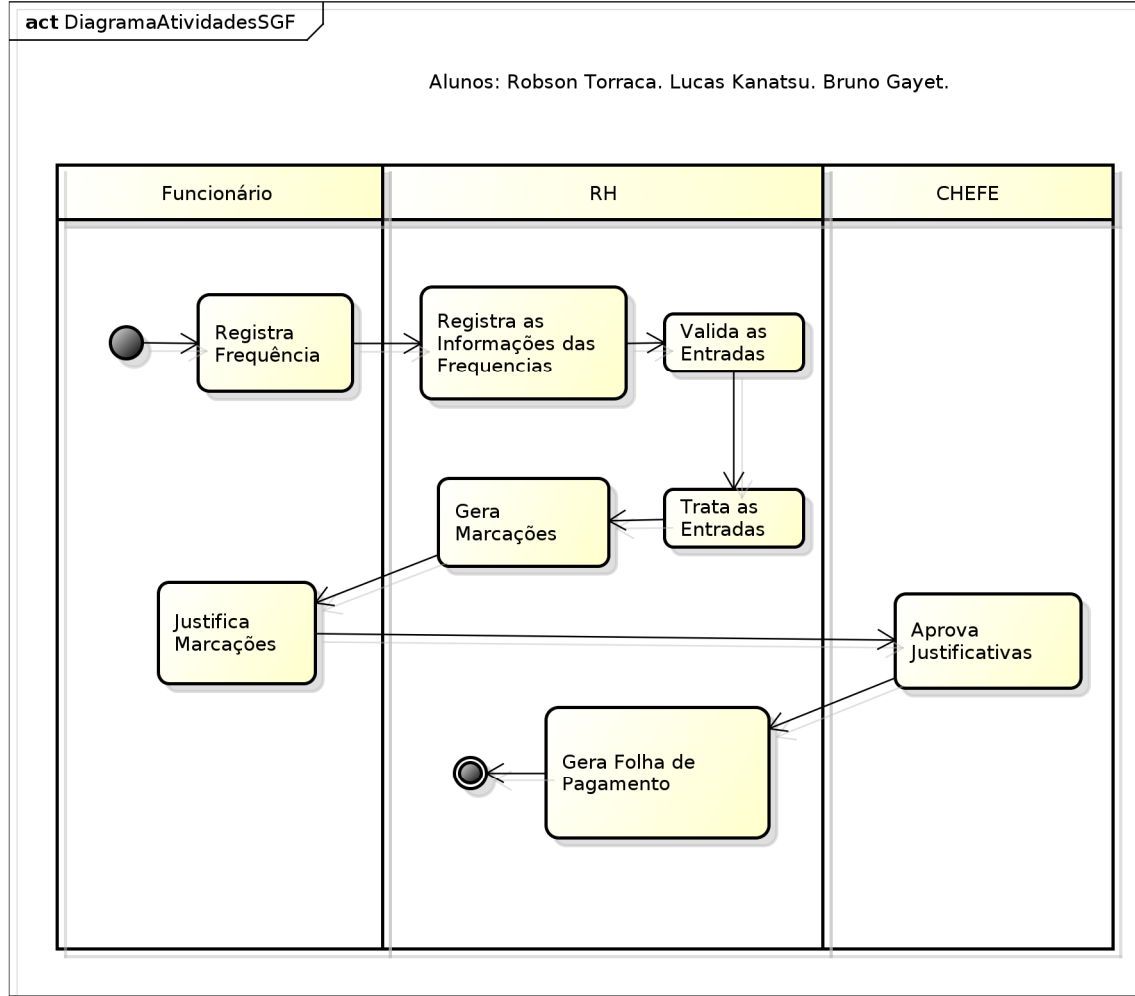 act DiagramaAtividadesSGF
Alunos: Robson Torraca. Lucas Kanatsu. Bruno Gayet.
Funcionário
RH
CHEFE
Registra
Frequência
Registra as
Informações das
Frequencias
Valida as
Entradas
Gera
Marcações
Trata as
Entradas
Justifica
Marcações
Aprova
Justificativas
Gera Folha de
Pagamento